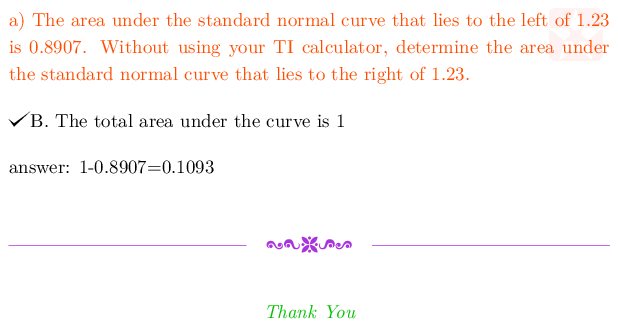 a) The area under the standard normal curve that lies to the left of 1.23
is 0.8907. Without using your TI calculator, determine the area under
the standard normal curve that lies to the right of 1.23.
✓B. The total area under the curve is 1
answer: 1-0.8907=0.1093
Thank You